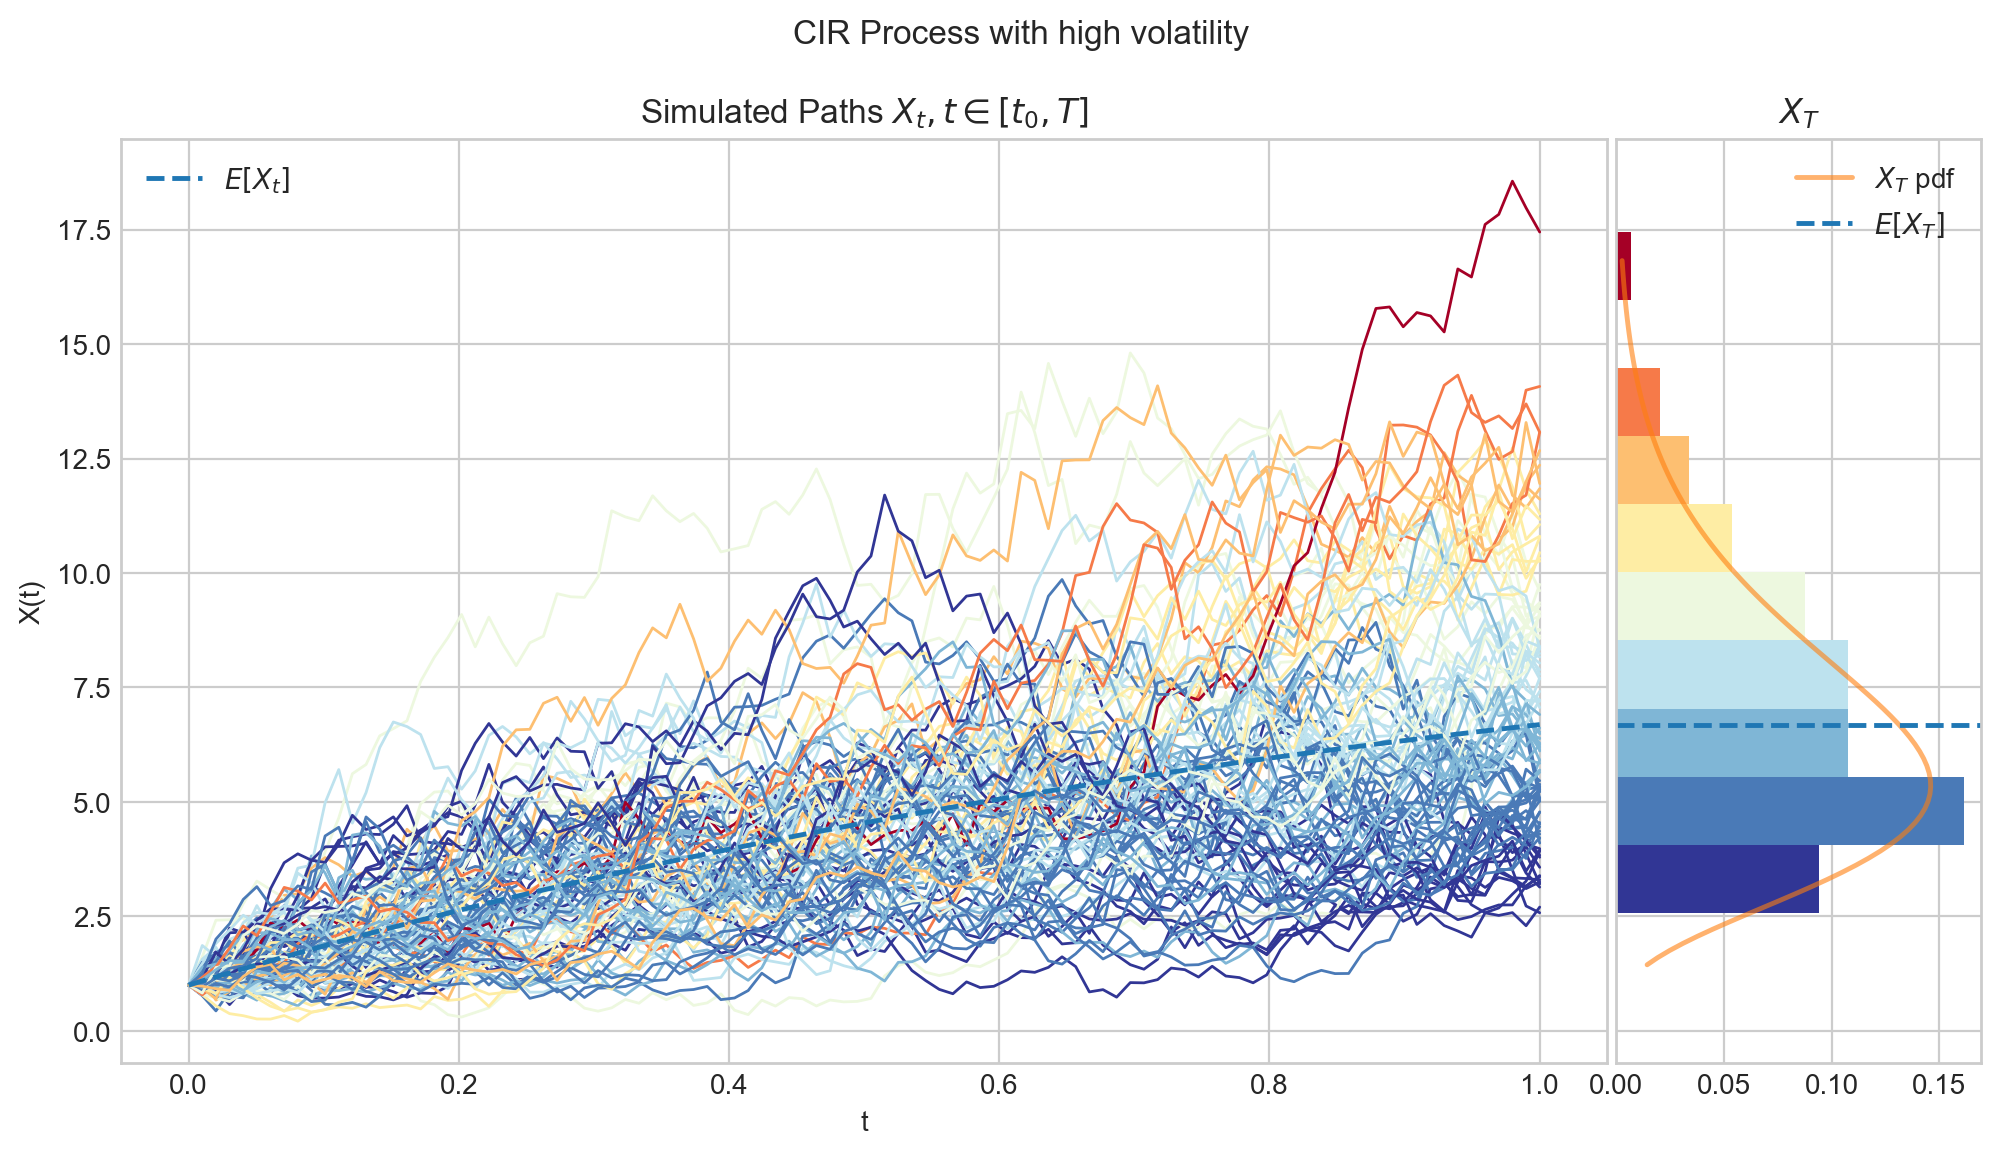 CIR Process with high volatility
Simulated Paths $X_t, t \in [t_0, T]$
$X_T$
$E[X_t]$
$X_T$ pdf
$E[X_T]$
X(t)
17.5
15.0
12.5
10.0
7.5
5.0
2.5
0.0
0.0 0.2 0.4 0.6 0.8 1.0
0.00 0.05 0.10 0.15
t